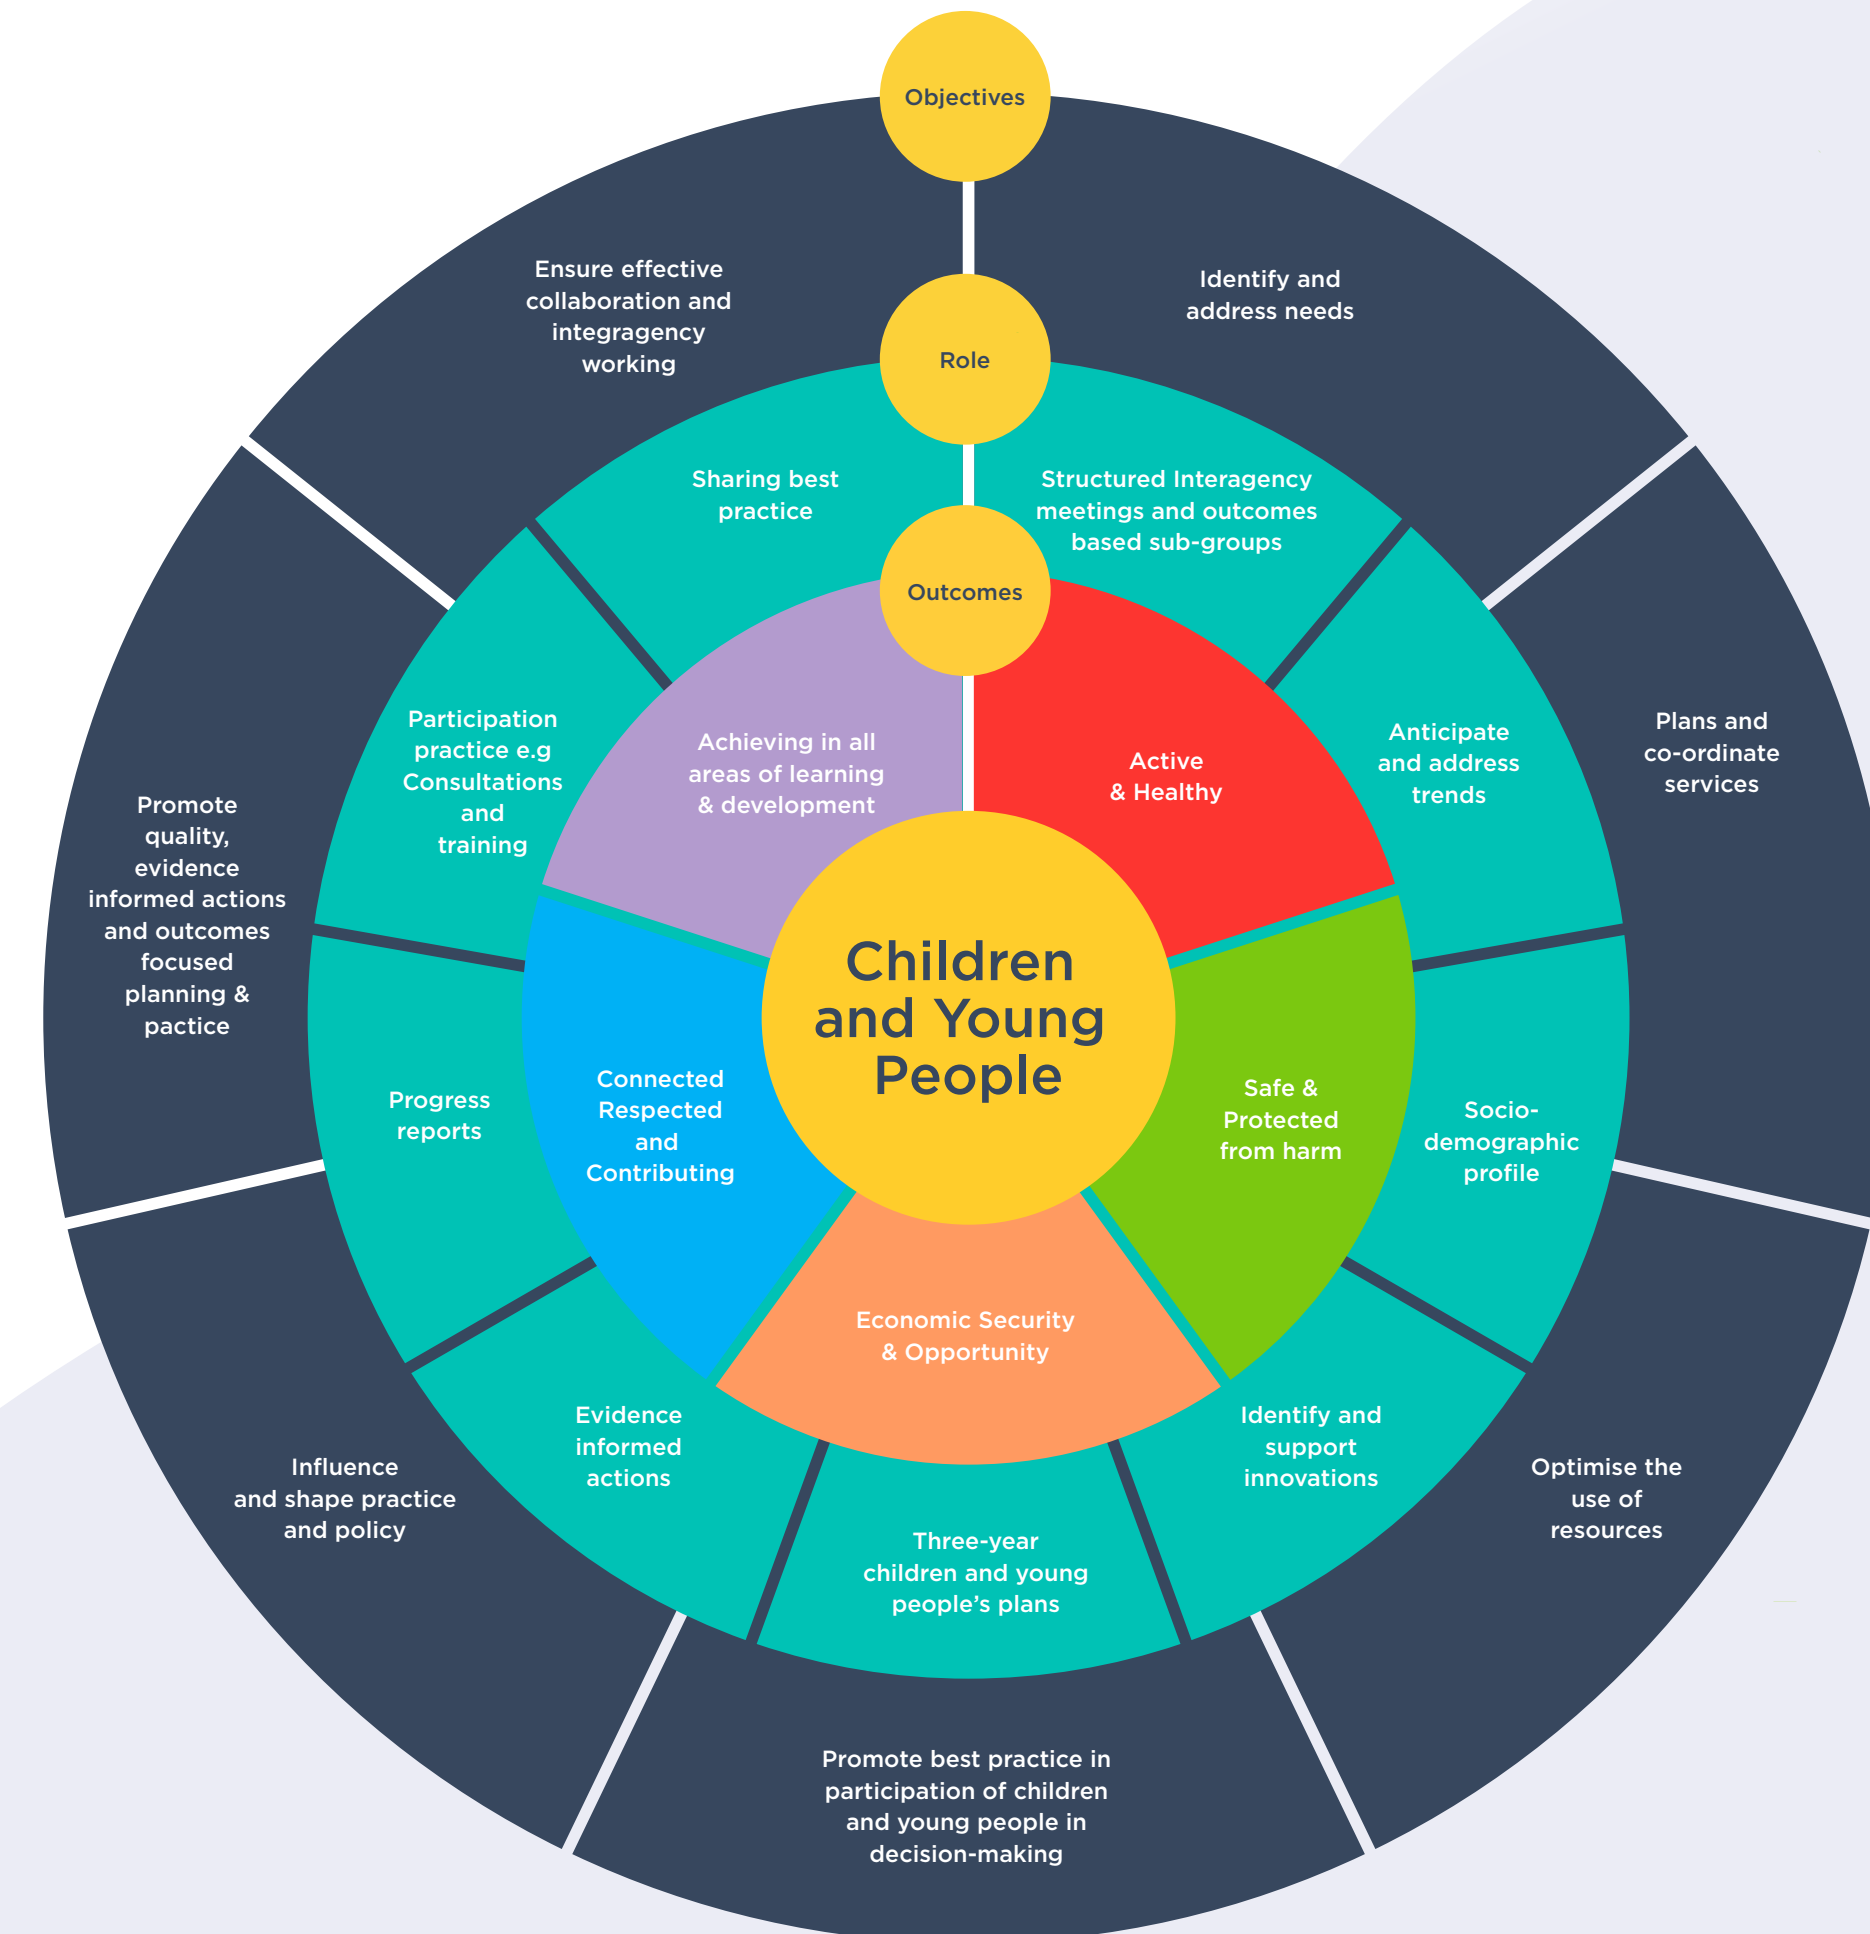 Objectives
Ensure effective
collaboration and
integragency
working
Identify and
address needs
Plans and
co-ordinate
services
Optimise the
use of
resources
Promote best practice in
participation of children
and young people in
decision-making
Influence
and shape practice
and policy
Promote
quality,
evidence
informed actions
and outcomes
focused
planning &
pactice
Role
Sharing best
practice
Structured Interagency
meetings and outcomes
based sub-groups
Anticipate
and address
trends
Socio-
demographic
profile
Identify and
support
innovations
Three-year
children and young
people’s plans
Evidence
informed
actions
Progress
reports
Participation
practice e.g
Consultations
and
training
Outcomes
Achieving in all
areas of learning
& development
Active
& Healthy
Safe &
Protected
from harm
Economic Security
& Opportunity
Connected
Respected
and
Contributing
Children
and Young
People